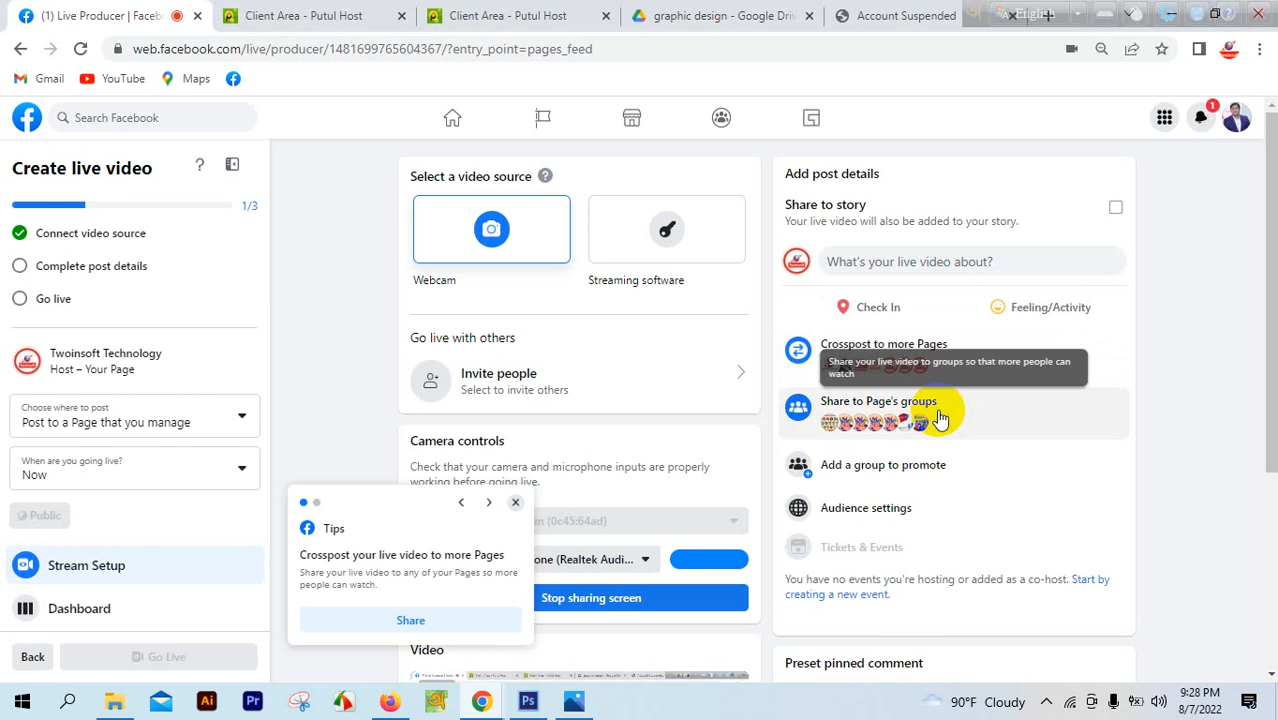 Live Producer | Faceb
Client Area - Putul Host
Client Area - Putul Host
graphic design - Google Driv
Account Suspended
English
web.facebook.com/live/producer/1481699765604367/?entry_point=pages_feed
Gmail
YouTube
Maps
Search Facebook
1
Create live video
1/3
Connect video source
Complete post details
Go live
Twoinsoft Technology
Host – Your Page
Choose where to post
Post to a Page that you manage
When are you going live?
Now
Public
Stream Setup
Dashboard
Back
Go Live
Select a video source
Webcam
Streaming software
Go live with others
Invite people
Select to invite others
Camera controls
Check that your camera and microphone inputs are properly
working before going live.
m (0c45:64ad)
one (Realtek Audi...
Stop sharing screen
Video
Tips
Crosspost your live video to more Pages
Share your live video to any of your Pages so more
people can watch.
Share
Add post details
Share to story
Your live video will also be added to your story.
What's your live video about?
Check In
Feeling/Activity
Crosspost to more Pages
Share your live video to groups so that more people can
watch
Share to Page's groups
Add a group to promote
Audience settings
Tickets & Events
You have no events you're hosting or added as a co-host. Start by
creating a new event.
Preset pinned comment
Ai
Pr
Ps
90°F Cloudy
9:28 PM
8/7/2022